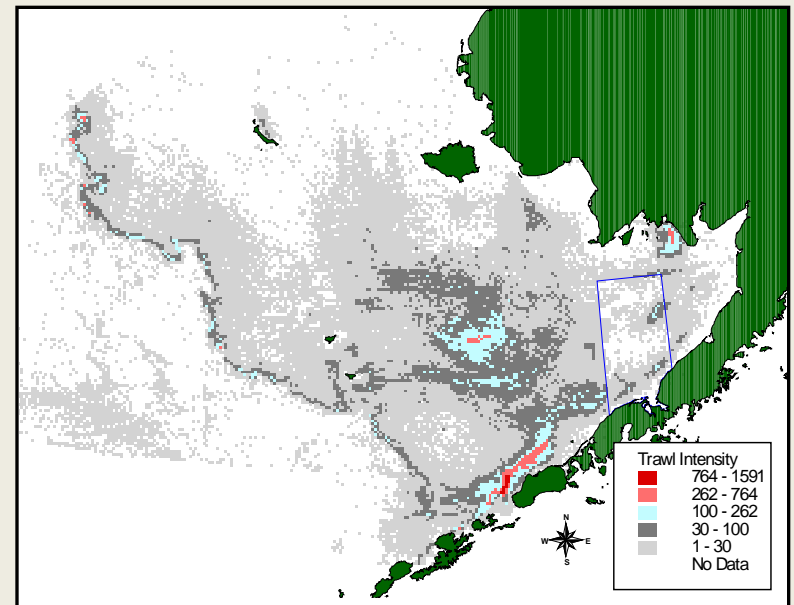 Trawl Intensity
764 - 1591
262 - 764
100 - 262
30 - 100
1 - 30
No Data
N
W E
S